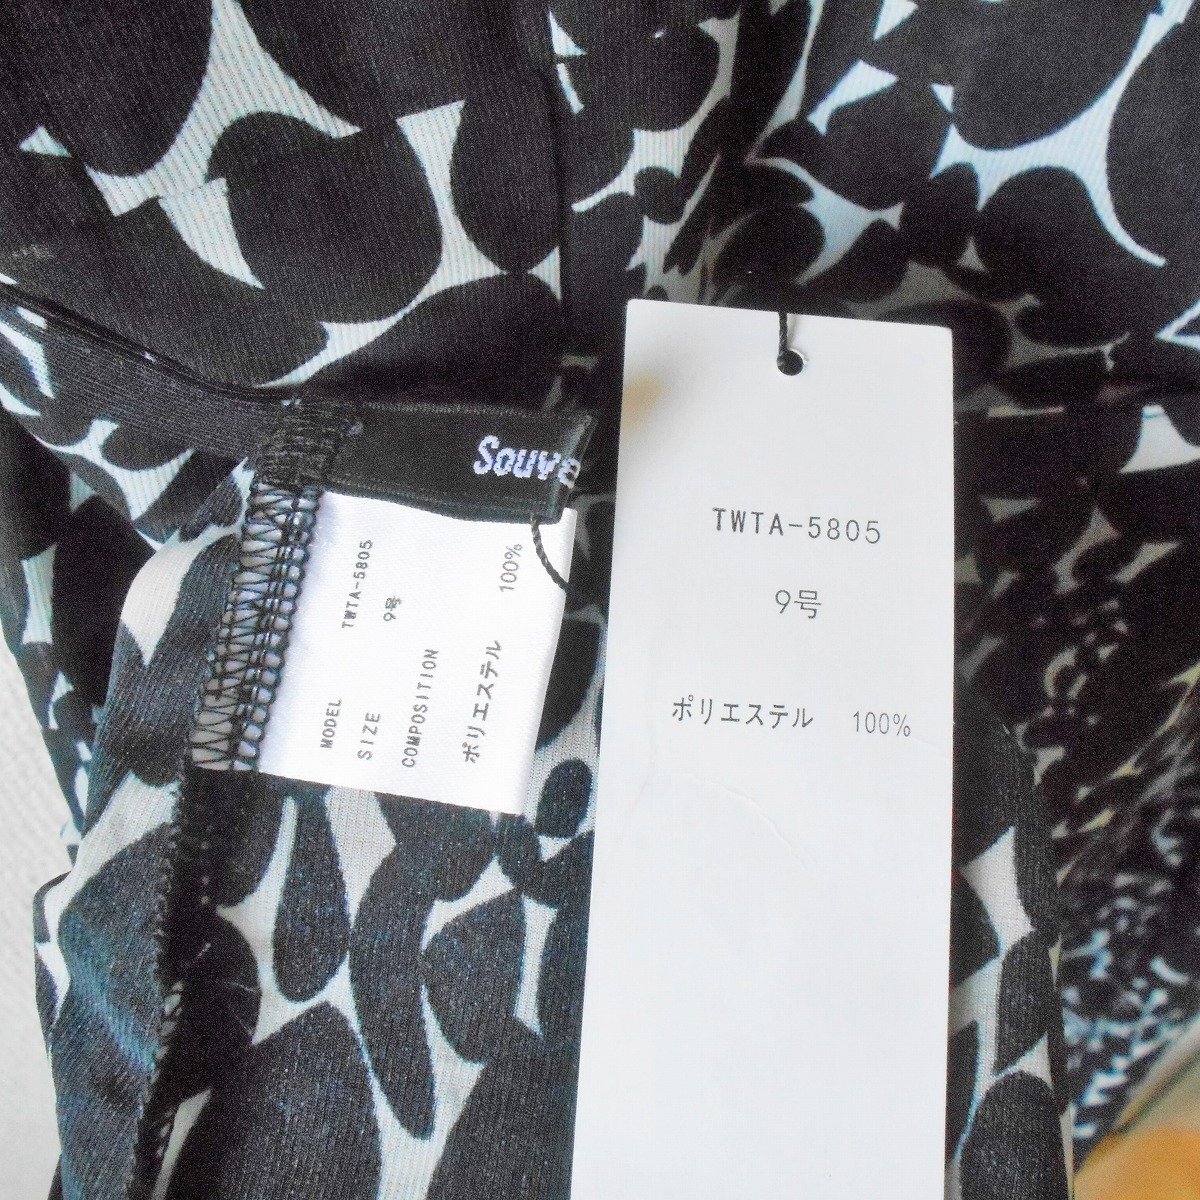 TWTA-5805
9号
ポリエステル 100%
MODEL TWTA-5805
SIZE 9号
COMPOSITION
ポリエステル 100%